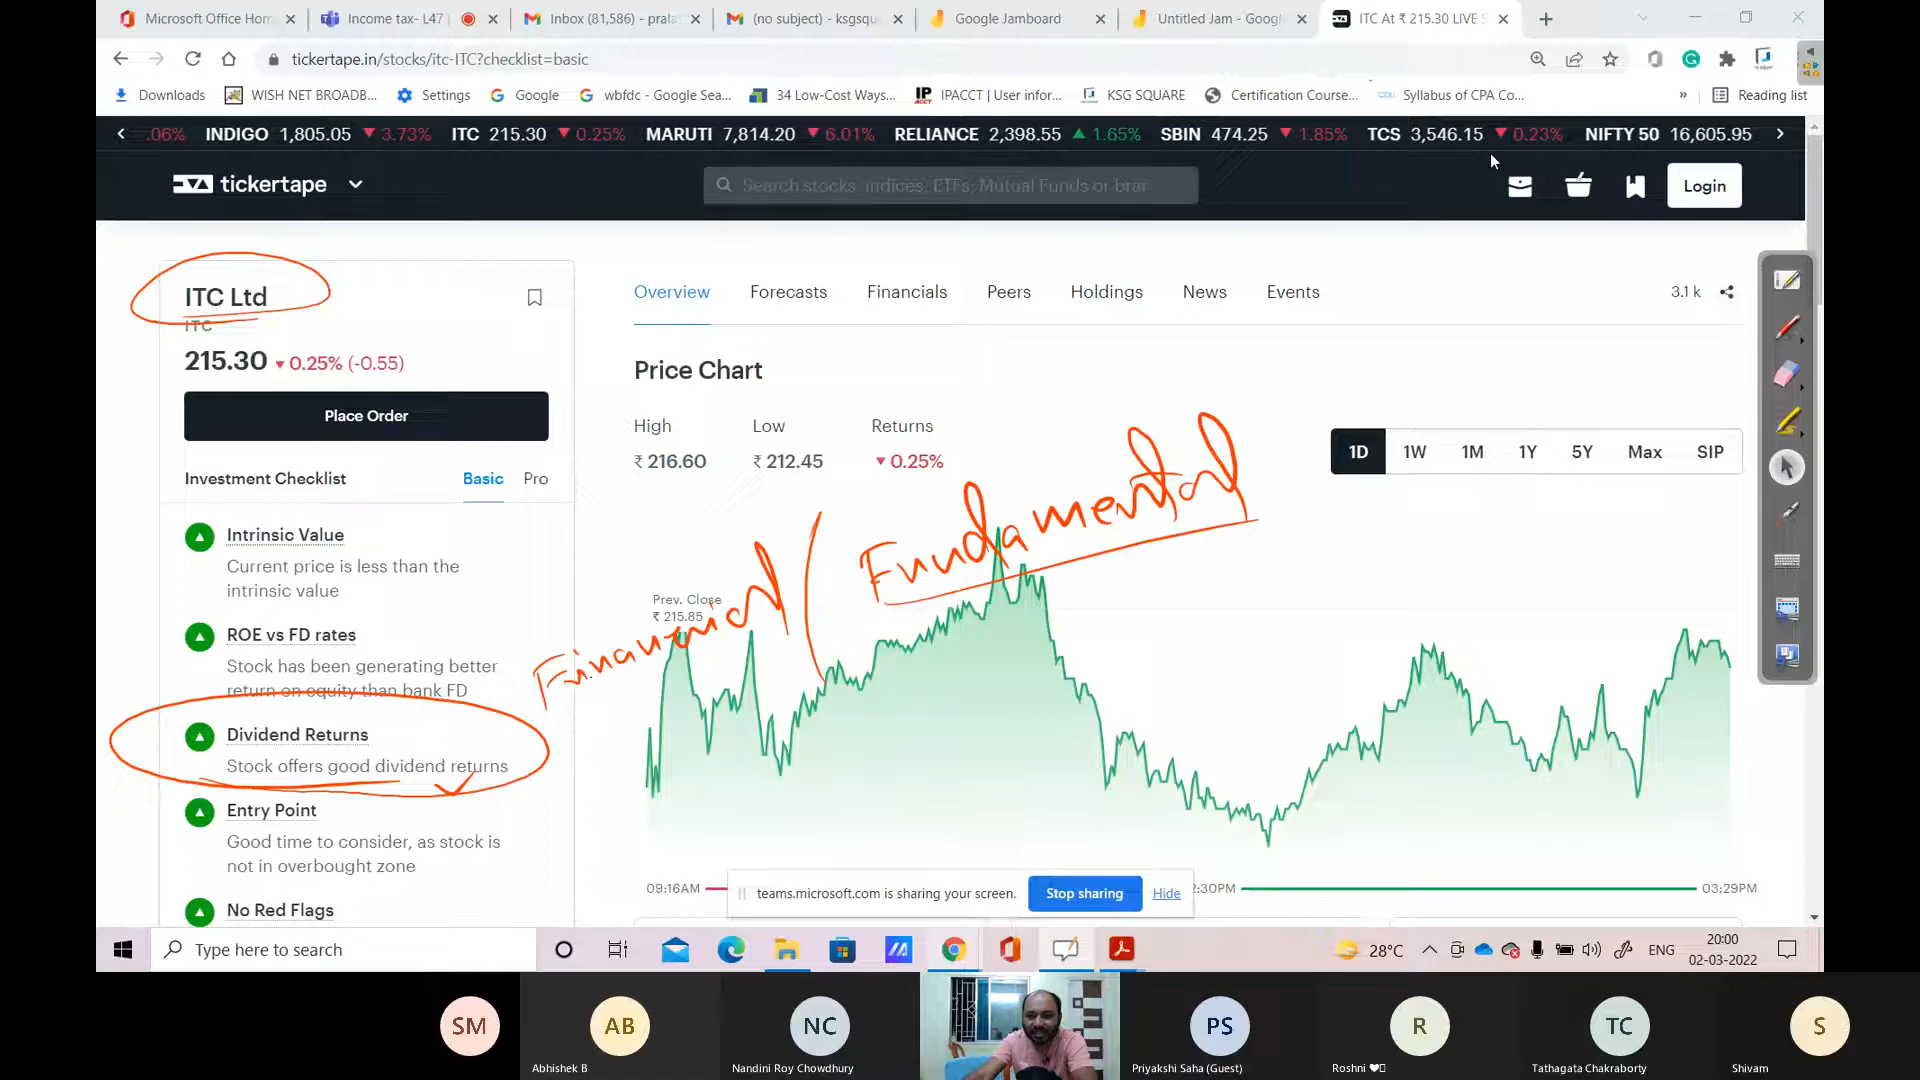 Microsoft Office Hom
Income tax- L47
Inbox (81,586) - prala
(no subject) - ksgsqu
Google Jamboard
Untitled Jam - Googl
ITC At ₹ 215.30 LIVE S
tickertape.in/stocks/itc-ITC?checklist=basic
Downloads
WISH NET BROADB...
Settings
Google
wbfdc - Google Sea...
34 Low-Cost Ways...
IPACCT | User infor...
KSG SQUARE
Certification Course...
Syllabus of CPA Co...
»
Reading list
.06% INDIGO 1,805.05 ▼ 3.73% ITC 215.30 ▼ 0.25% MARUTI 7,814.20 ▼ 6.01% RELIANCE 2,398.55 ▲ 1.65% SBIN 474.25 ▼ 1.85% TCS 3,546.15 ▼ 0.23% NIFTY 50 16,605.95
tickertape
Search stocks, indices, ETFs, Mutual Funds or brar
Login
ITC Ltd
ITC
215.30 ▼ 0.25% (-0.55)
Place Order
Investment Checklist
Basic
Pro
Intrinsic Value
Current price is less than the
intrinsic value
ROE vs FD rates
Stock has been generating better
return on equity than bank FD
Dividend Returns
Stock offers good dividend returns
Entry Point
Good time to consider, as stock is
not in overbought zone
No Red Flags
Overview Forecasts Financials Peers Holdings News Events
3.1 k
Price Chart
High Low Returns
₹ 216.60 ₹ 212.45 ▼ 0.25%
1D 1W 1M 1Y 5Y Max SIP
Fundamental
Financial
Prev. Close
₹ 215.85
09:16AM
2:30PM
03:29PM
teams.microsoft.com is sharing your screen.
Stop sharing
Hide
Type here to search
28°C
ENG
20:00
02-03-2022
SM
AB
NC
PS
R
TC
S
Abhishek B
Nandini Roy Chowdhury
Priyakshi Saha (Guest)
Roshni ❤
Tathagata Chakraborty
Shivam